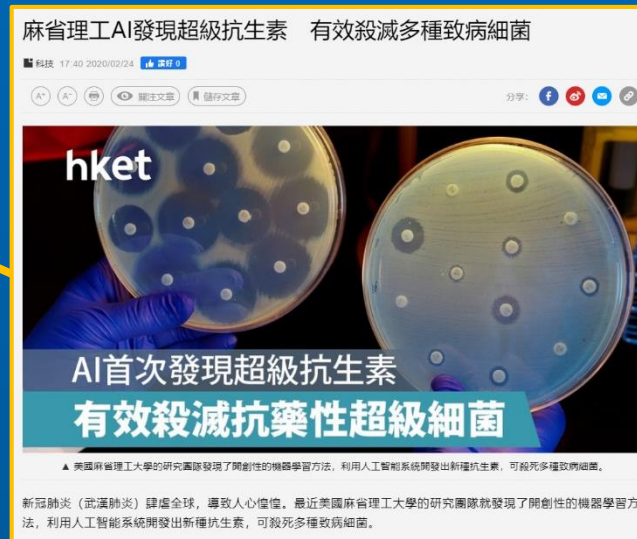 麻省理工AI發現超級抗生素 有效殺滅多種致病細菌
科技 17:40 2020/02/24 讚好 0
A+ A- 關注文章 儲存文章 分享:
hket
AI首次發現超級抗生素
有效殺滅抗藥性超級細菌
▲ 美國麻省理工大學的研究團隊發現了開創性的機器學習方法，利用人工智能系統開發出新種抗生素，可殺死多種致病細菌。
新冠肺炎（武漢肺炎）肆虐全球，導致人心惶惶。最近美國麻省理工大學的研究團隊就發現了開創性的機器學習方
法，利用人工智能系統開發出新種抗生素，可殺死多種致病細菌。